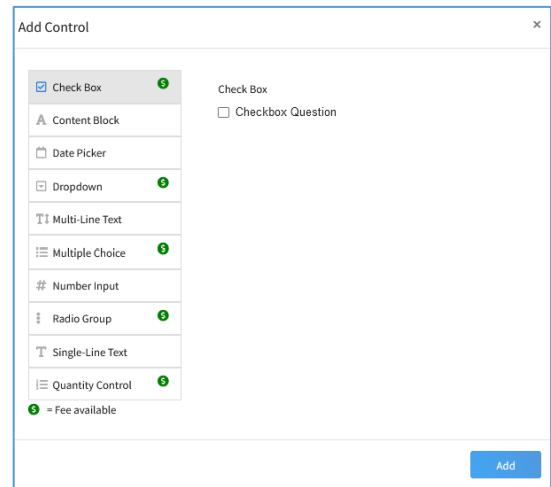 Add Control
×
Check Box $
Content Block
Date Picker
Dropdown $
Multi-Line Text
Multiple Choice $
# Number Input
Radio Group $
Single-Line Text
Quantity Control $
$ = Fee available
Check Box
Checkbox Question
Add